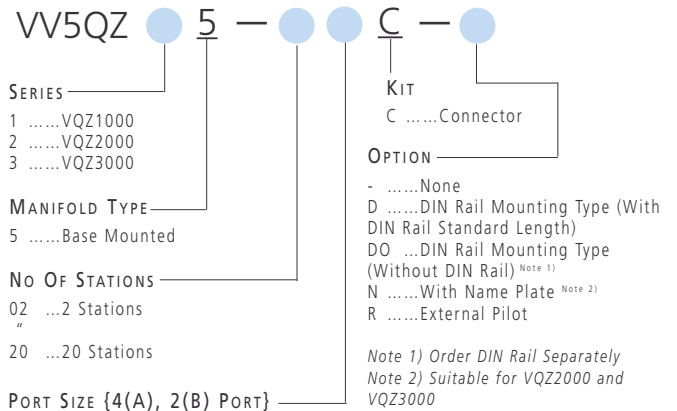 VV5QZ 5 — C —
SERIES
1 ......VQZ1000
2 ......VQZ2000
3 ......VQZ3000
MANIFOLD TYPE
5 ......Base Mounted
NO OF STATIONS
02 ...2 Stations
"
20 ...20 Stations
PORT SIZE {4(A), 2(B) PORT}
KIT
C ......Connector
OPTION
- ......None
D ......DIN Rail Mounting Type (With
DIN Rail Standard Length)
DO ...DIN Rail Mounting Type
(Without DIN Rail) Note 1)
N ......With Name Plate Note 2)
R ......External Pilot
Note 1) Order DIN Rail Separately
Note 2) Suitable for VQZ2000 and
VQZ3000